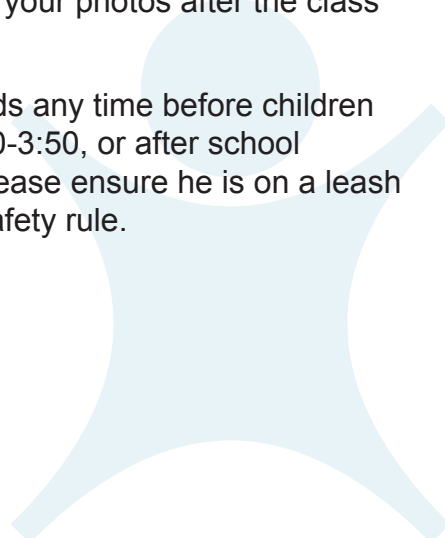 your photos after the class
ds any time before children
0-3:50, or after school
ease ensure he is on a leash
afety rule.